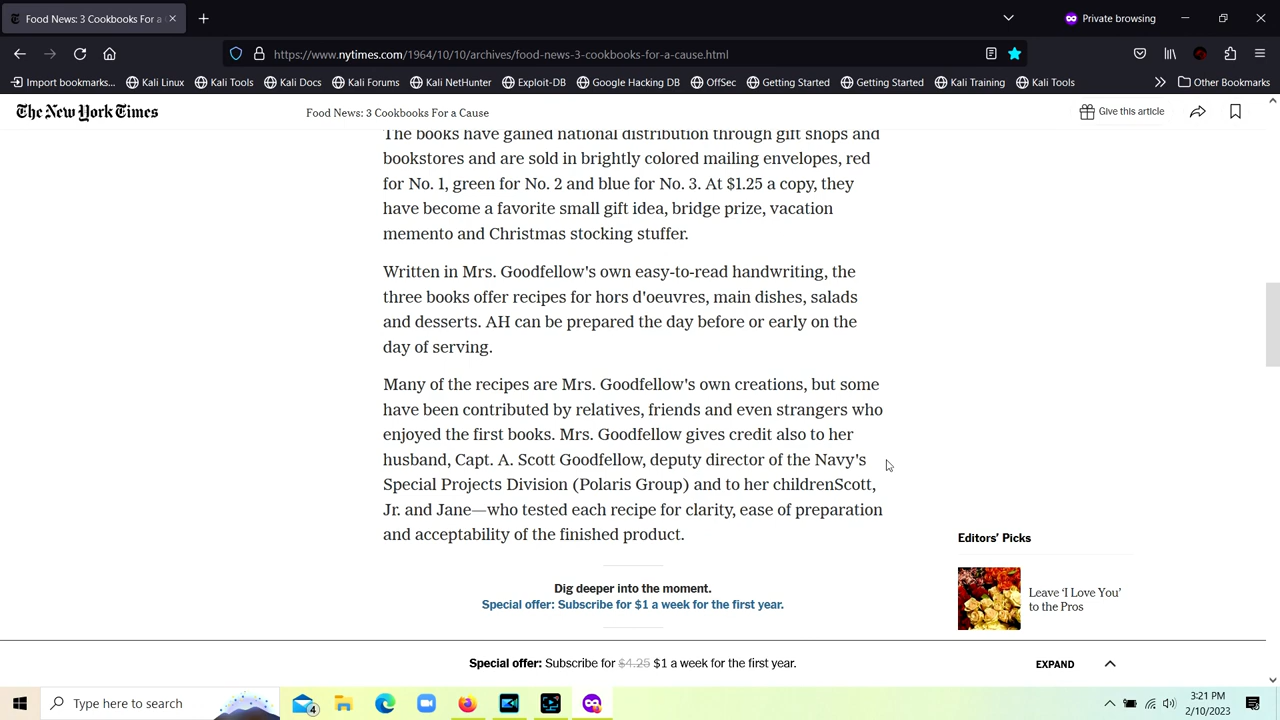 Food News: 3 Cookbooks For a
Private browsing
https://www.nytimes.com/1964/10/10/archives/food-news-3-cookbooks-for-a-cause.html
Import bookmarks... Kali Linux Kali Tools Kali Docs Kali Forums Kali NetHunter Exploit-DB Google Hacking DB OffSec Getting Started Getting Started Kali Training Kali Tools Other Bookmarks
The New York Times Food News: 3 Cookbooks For a Cause Give this article
The books have gained national distribution through gift shops and
bookstores and are sold in brightly colored mailing envelopes, red
for No. 1, green for No. 2 and blue for No. 3. At $1.25 a copy, they
have become a favorite small gift idea, bridge prize, vacation
memento and Christmas stocking stuffer.
Written in Mrs. Goodfellow's own easy-to-read handwriting, the
three books offer recipes for hors d'oeuvres, main dishes, salads
and desserts. AH can be prepared the day before or early on the
day of serving.
Many of the recipes are Mrs. Goodfellow's own creations, but some
have been contributed by relatives, friends and even strangers who
enjoyed the first books. Mrs. Goodfellow gives credit also to her
husband, Capt. A. Scott Goodfellow, deputy director of the Navy's
Special Projects Division (Polaris Group) and to her childrenScott,
Jr. and Jane—who tested each recipe for clarity, ease of preparation
and acceptability of the finished product.
Dig deeper into the moment.
Special offer: Subscribe for $1 a week for the first year.
Editors' Picks
Leave 'I Love You'
to the Pros
Special offer: Subscribe for $4.25 $1 a week for the first year.
EXPAND
Type here to search
4
3:21 PM
2/10/2023